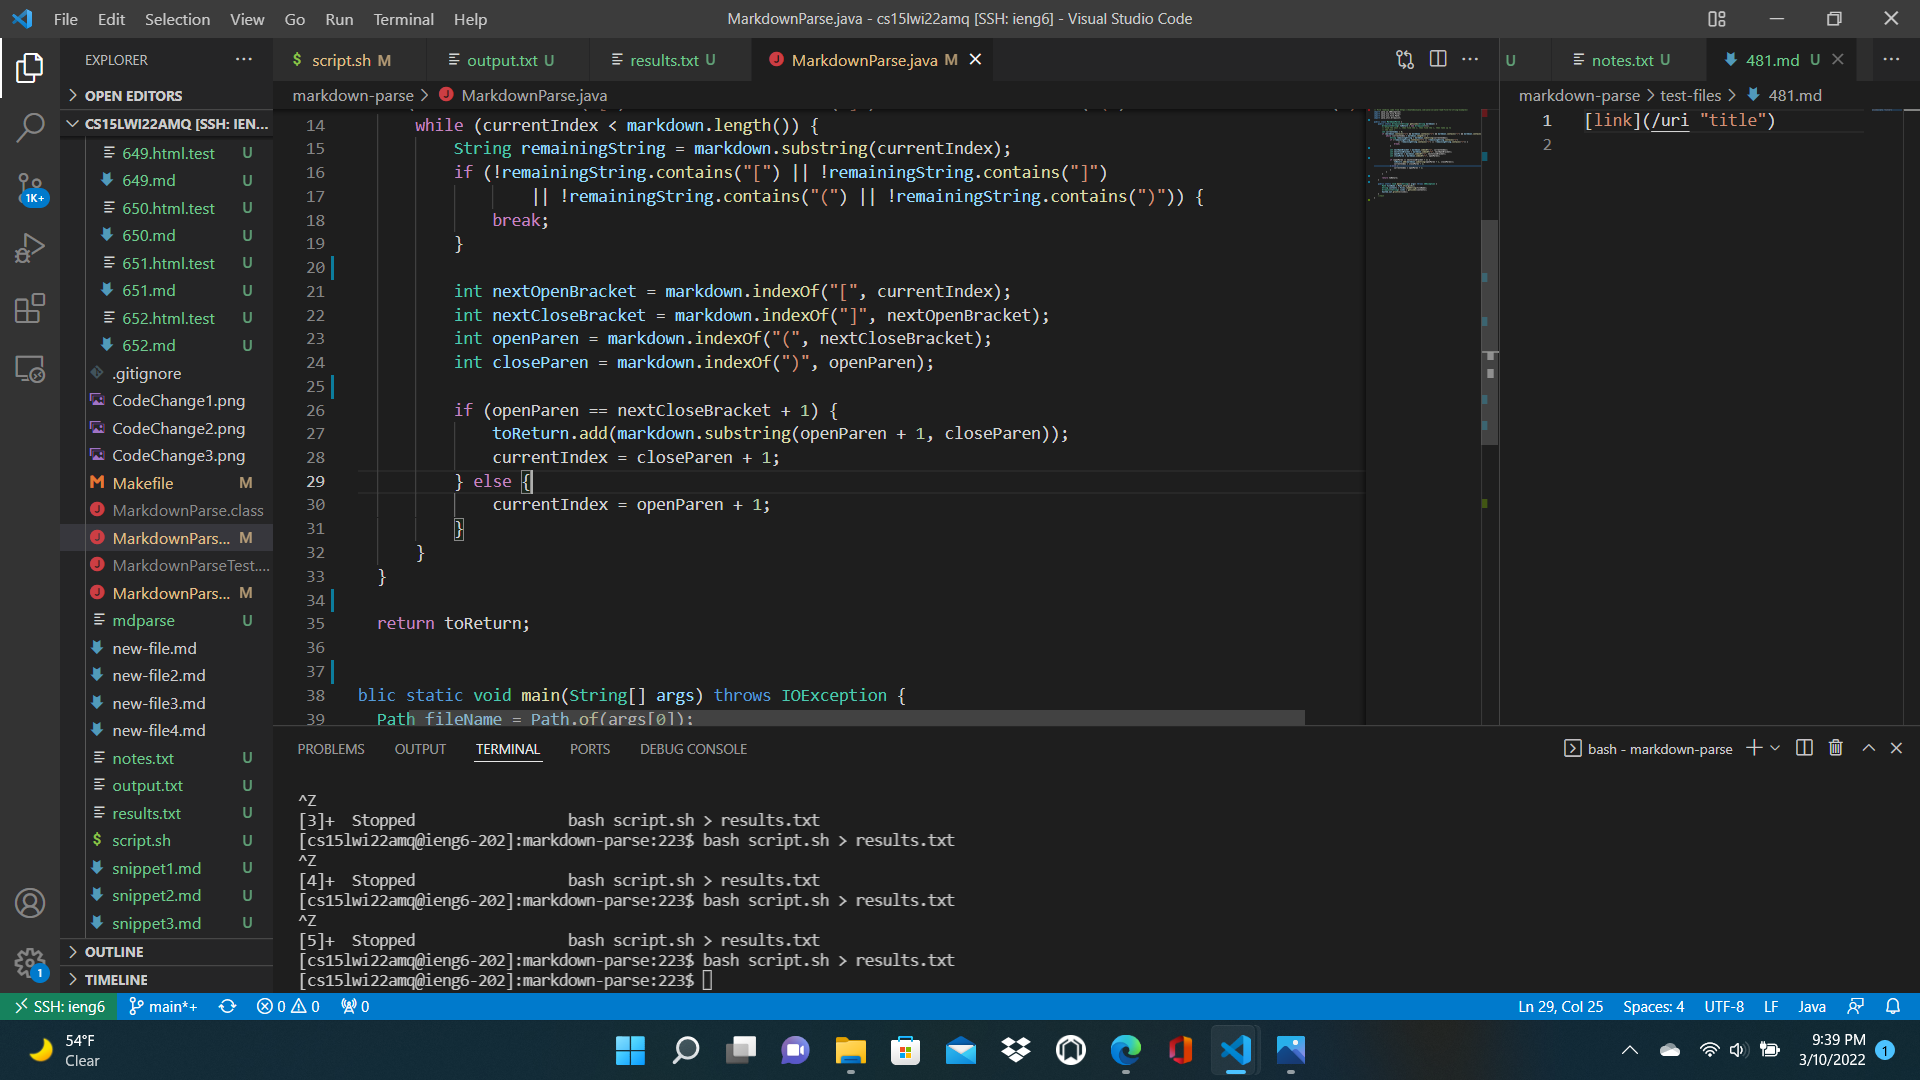 File Edit Selection View Go Run Terminal Help
MarkdownParse.java - cs15lwi22amq [SSH: ieng6] - Visual Studio Code
EXPLORER
script.sh M
output.txt U
results.txt U
MarkdownParse.java M
U
notes.txt U
481.md U
OPEN EDITORS
markdown-parse > MarkdownParse.java
markdown-parse > test-files > 481.md
CS15LWI22AMQ [SSH: IEN...
649.html.test U
649.md U
650.html.test U
650.md U
651.html.test U
651.md U
652.html.test U
652.md U
.gitignore
CodeChange1.png
CodeChange2.png
CodeChange3.png
Makefile M
MarkdownParse.class
MarkdownPars... M
MarkdownParseTest....
MarkdownPars... M
mdparse U
new-file.md
new-file2.md
new-file3.md
new-file4.md
notes.txt U
output.txt U
results.txt U
script.sh U
snippet1.md U
snippet2.md U
snippet3.md U
OUTLINE
TIMELINE
1K+
1
14 while (currentIndex < markdown.length()) {
15 String remainingString = markdown.substring(currentIndex);
16 if (!remainingString.contains("[") || !remainingString.contains("]")
17 || !remainingString.contains("(") || !remainingString.contains(")")) {
18 break;
19 }
20
21 int nextOpenBracket = markdown.indexOf("[", currentIndex);
22 int nextCloseBracket = markdown.indexOf("]", nextOpenBracket);
23 int openParen = markdown.indexOf("(", nextCloseBracket);
24 int closeParen = markdown.indexOf(")", openParen);
25
26 if (openParen == nextCloseBracket + 1) {
27 toReturn.add(markdown.substring(openParen + 1, closeParen));
28 currentIndex = closeParen + 1;
29 } else {
30 currentIndex = openParen + 1;
31 }
32 }
33 }
34
35 return toReturn;
36
37
38 blic static void main(String[] args) throws IOException {
39 Path fileName = Path.of(args[0]);
1 [link](/uri "title")
2
PROBLEMS OUTPUT TERMINAL PORTS DEBUG CONSOLE
bash - markdown-parse
^Z
[3]+ Stopped bash script.sh > results.txt
[cs15lwi22amq@ieng6-202]:markdown-parse:223$ bash script.sh > results.txt
^Z
[4]+ Stopped bash script.sh > results.txt
[cs15lwi22amq@ieng6-202]:markdown-parse:223$ bash script.sh > results.txt
^Z
[5]+ Stopped bash script.sh > results.txt
[cs15lwi22amq@ieng6-202]:markdown-parse:223$ bash script.sh > results.txt
[cs15lwi22amq@ieng6-202]:markdown-parse:223$
SSH: ieng6 main*+ 0 0 0
Ln 29, Col 25 Spaces: 4 UTF-8 LF Java
54°F
Clear
9:39 PM
3/10/2022
1